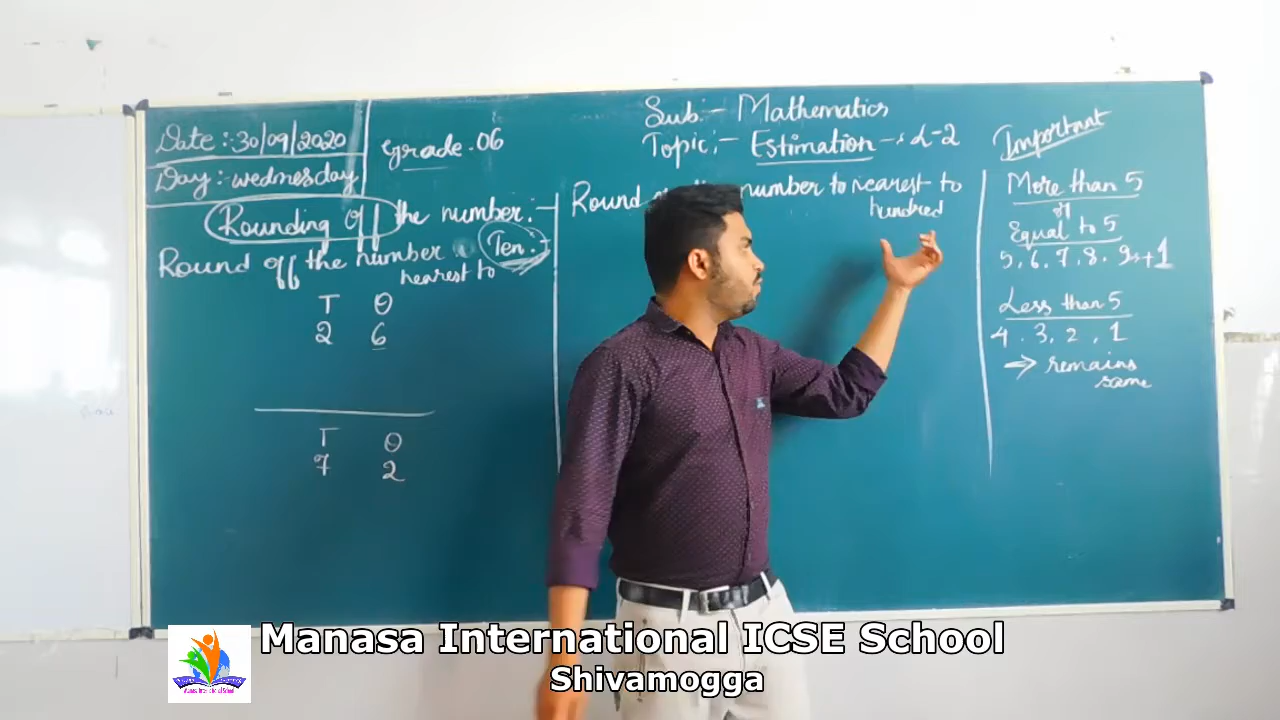 Date :- 30/09/2020
Day :- wednesday
grade . 06
Sub :- Mathematics
Topic :- Estimation -: L-2
Rounding off the number :-
Round off the number
nearest to
Ten :-
T O
2 6
T O
7 2
Round number to nearest to
hundred
Important
More than 5
or
Equal to 5
5, 6, 7, 8, 9, +1
Less than 5
4 . 3, 2 , 1
→ remains
same
Manasa International ICSE School
Shivamogga